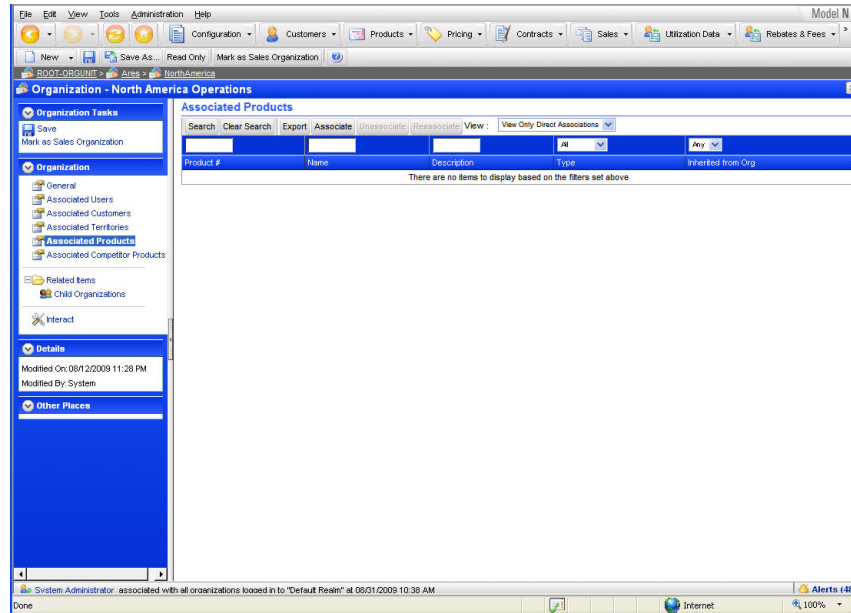 File Edit View Tools Administration Help Model N
Configuration Customers Products Pricing Contracts Sales Utilization Data Rebates & Fees »
New Save As... Read Only Mark as Sales Organization
ROOT-ORGUNIT > Ares > NorthAmerica
Organization - North America Operations
Organization Tasks
Save
Mark as Sales Organization
Organization
General
Associated Users
Associated Customers
Associated Territories
Associated Products
Associated Competitor Products
Related Items
Child Organizations
Interact
Details
Modified On: 08/12/2009 11:28 PM
Modified By: System
Other Places
Associated Products
Search Clear Search Export Associate Unassociate Reassociate View : View Only Direct Associations
All Any
Product # Name Description Type Inherited from Org
There are no items to display based on the filters set above
System Administrator associated with all organizations logged in to "Default Realm" at 08/31/2009 10:38 AM Alerts (48
Done Internet 100%